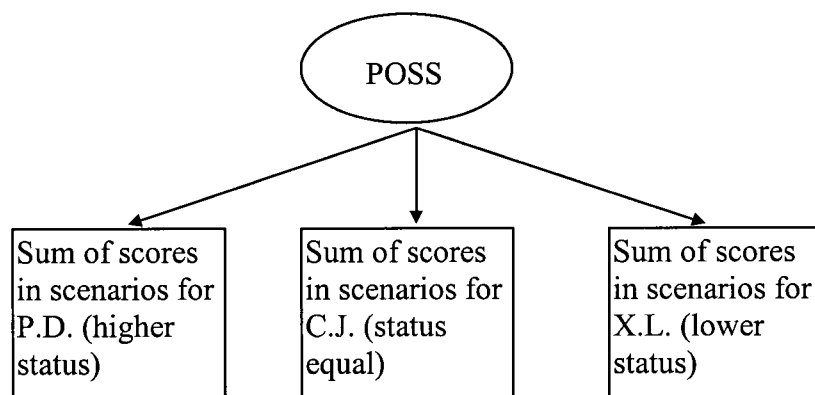 POSS
Sum of scores
in scenarios for
P.D. (higher
status)
Sum of scores
in scenarios for
C.J. (status
equal)
Sum of scores
in scenarios for
X.L. (lower
status)